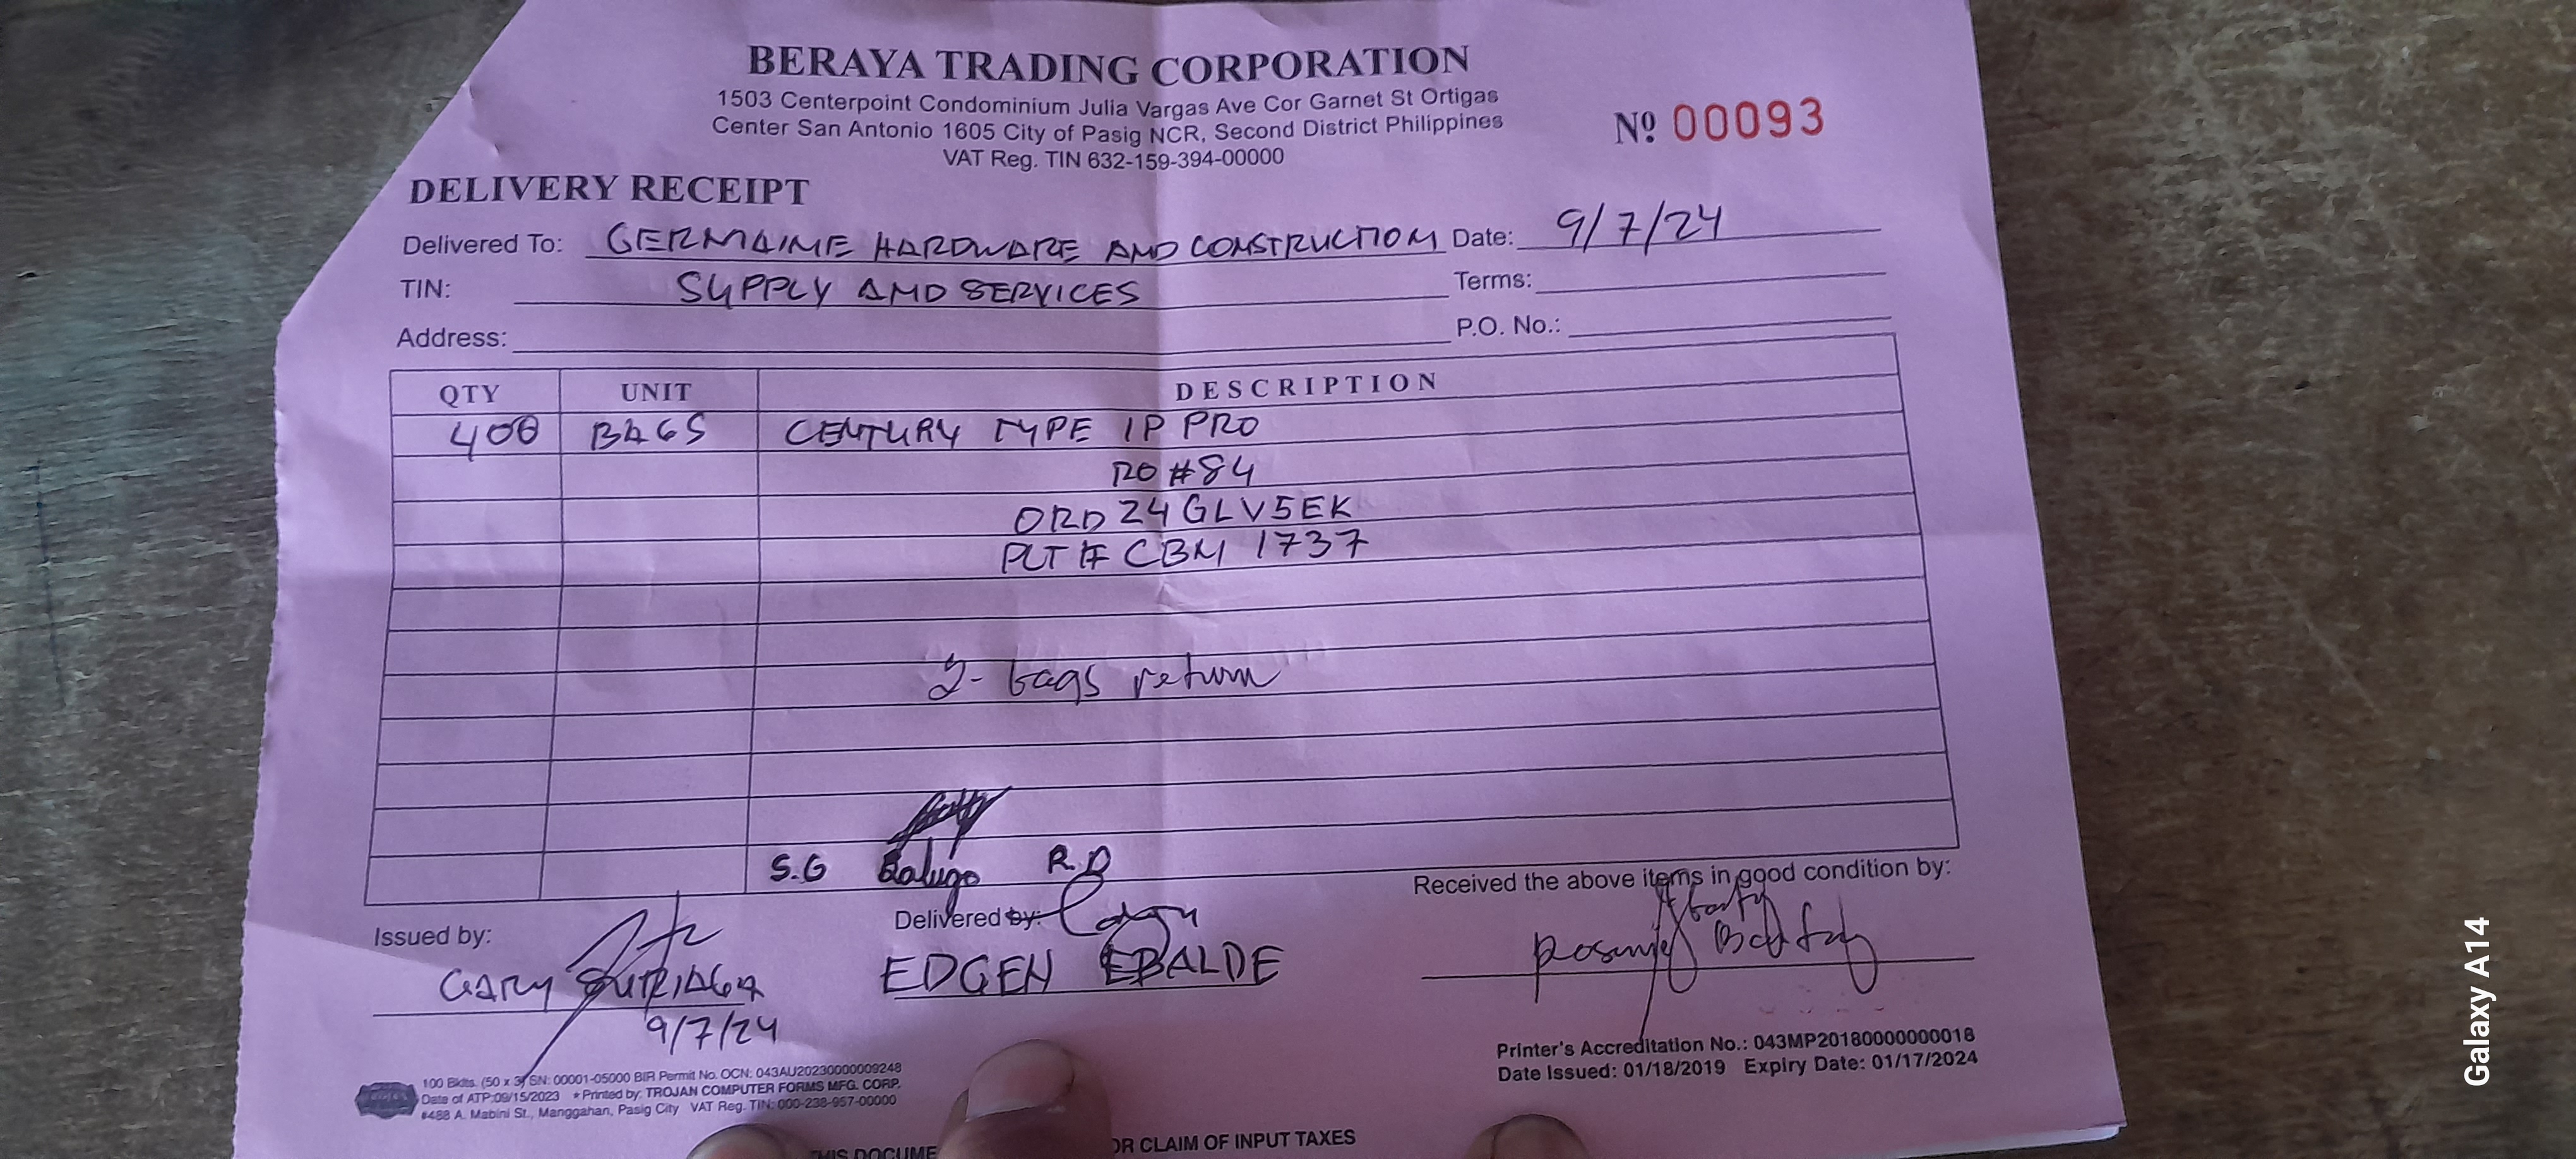 BERAYA TRADING CORPORATION
1503 Centerpoint Condominium Julia Vargas Ave Cor Garnet St Ortigas
Center San Antonio 1605 City of Pasig NCR, Second District Philippines
VAT Reg. TIN 632-159-394-00000
Nº 00093
DELIVERY RECEIPT
Delivered To: GERMAINE HARDWARE AND CONSTRUCTION Date: 9/7/24
TIN: SUPPLY AND SERVICES Terms:
Address: P.O. No.:
QTY UNIT DESCRIPTION
400 BAGS CENTURY TYPE 1P PRO
RO #84
ORD 24GLV5EK
PLT # CBM 1737
2- bags return
S.G R.D
Received the above items in good condition by:
Issued by: Delivered by:
GARY EDGEN EBALDE
9/7/24
Printer's Accreditation No.: 043MP20180000000018
Date Issued: 01/18/2019 Expiry Date: 01/17/2024
100 Bklts. (50 x 3) SN: 00001-05000 BIR Permit No. OCN: 043AU20230000009248
Date of ATP:09/15/2023 * Printed by: TROJAN COMPUTER FORMS MFG. CORP.
#488 A. Mabini St., Manggahan, Pasig City VAT Reg. TIN: 000-238-957-00000
THIS DOCUME OR CLAIM OF INPUT TAXES
Galaxy A14